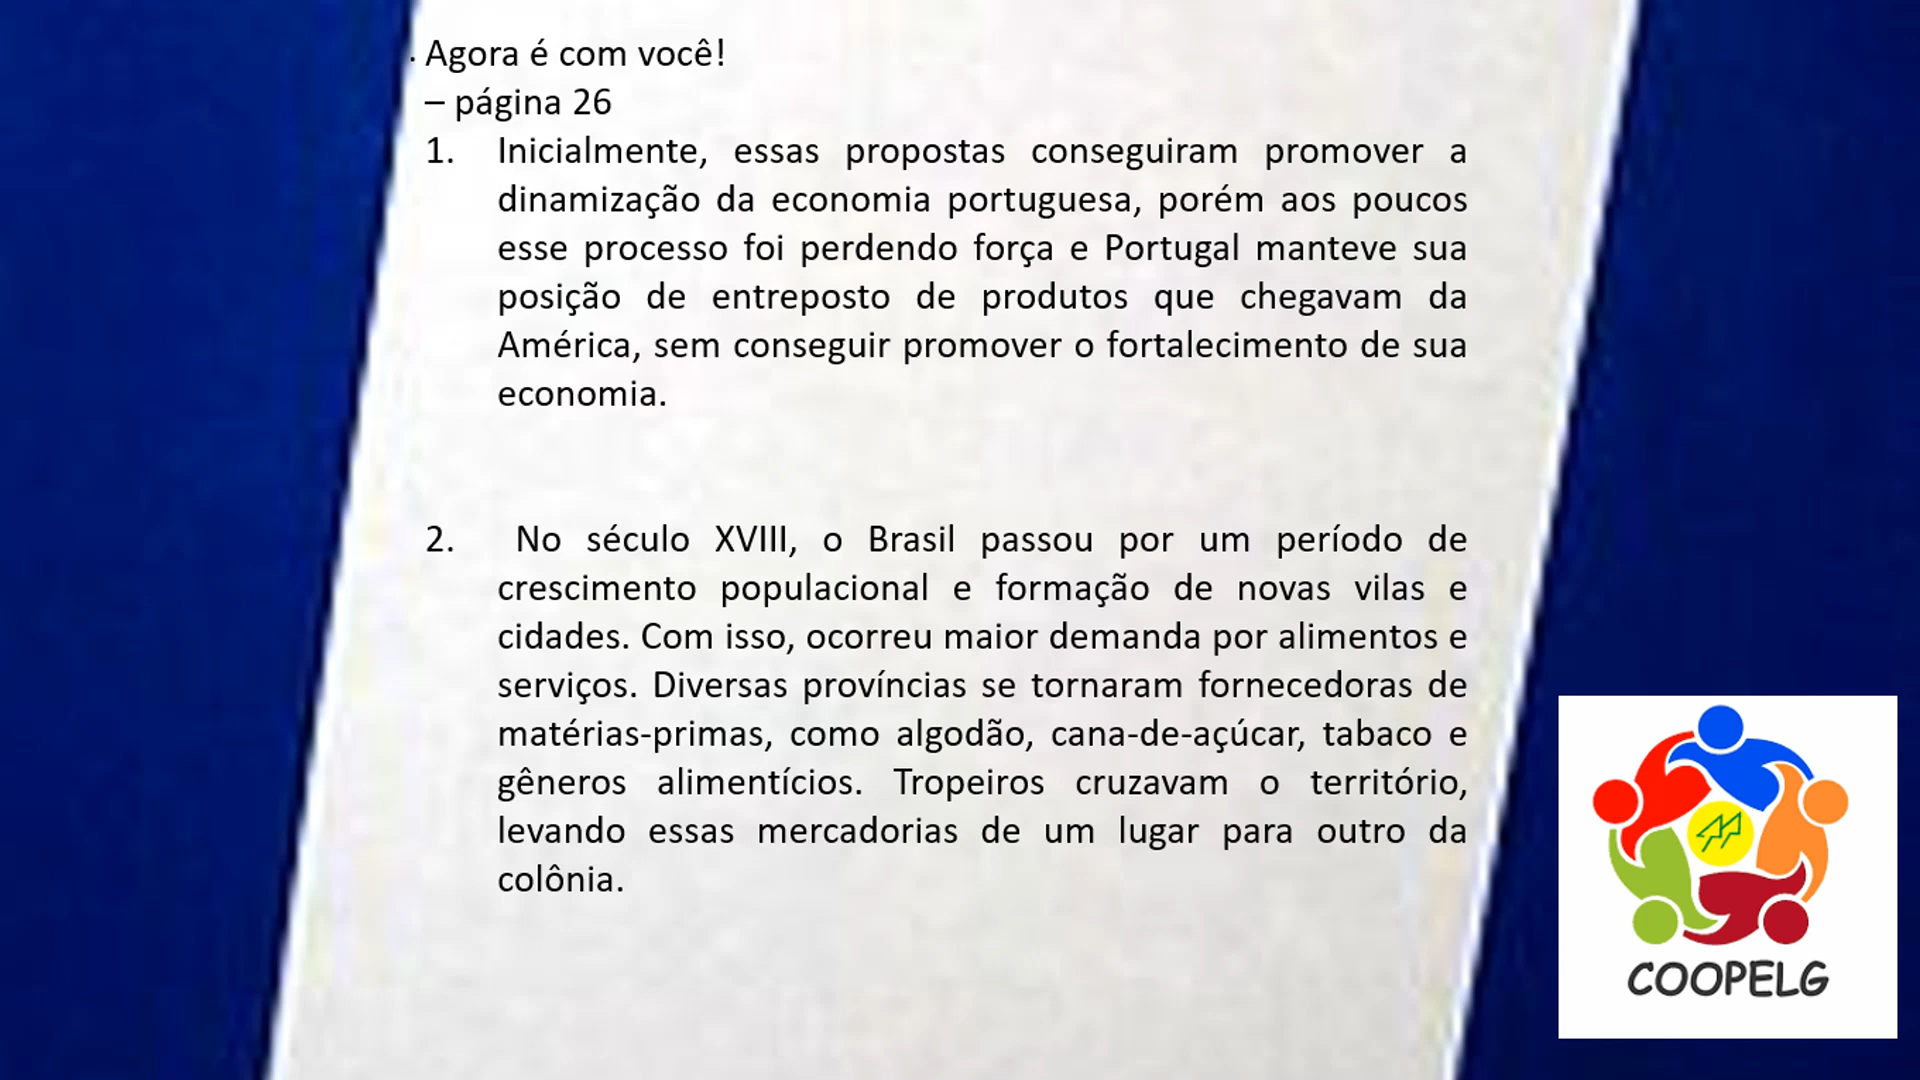 Agora é com você!
– página 26
1. Inicialmente, essas propostas conseguiram promover a
dinamização da economia portuguesa, porém aos poucos
esse processo foi perdendo força e Portugal manteve sua
posição de entreposto de produtos que chegavam da
América, sem conseguir promover o fortalecimento de sua
economia.
2. No século XVIII, o Brasil passou por um período de
crescimento populacional e formação de novas vilas e
cidades. Com isso, ocorreu maior demanda por alimentos e
serviços. Diversas províncias se tornaram fornecedoras de
matérias-primas, como algodão, cana-de-açúcar, tabaco e
gêneros alimentícios. Tropeiros cruzavam o território,
levando essas mercadorias de um lugar para outro da
colônia.
COOPELG